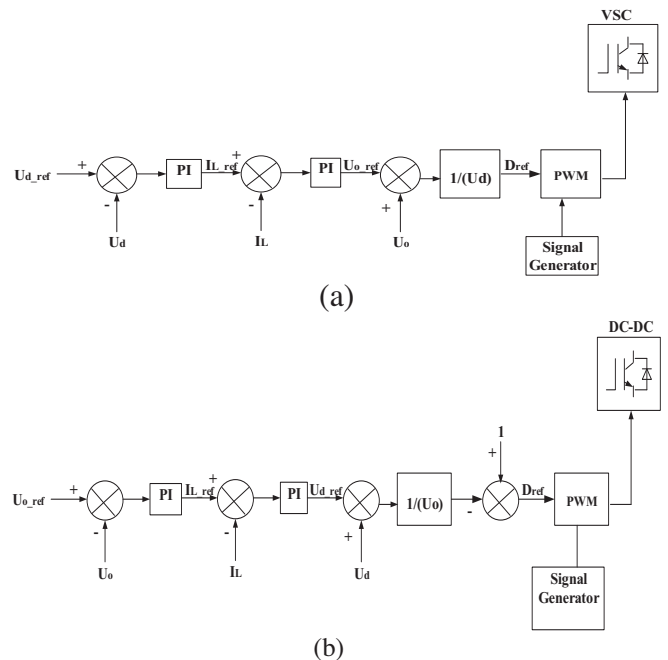 VSC
Ud_ref
+
-
Ud
PI
IL_ref
+
-
IL
PI
Uo_ref
+
Uo
1/(Ud)
Dref
PWM
Signal
Generator
(a)
DC-DC
1
+
Uo_ref
+
-
Uo
PI
IL_ref
+
-
IL
PI
Ud_ref
+
Ud
1/(Uo)
-
Dref
PWM
Signal
Generator
(b)